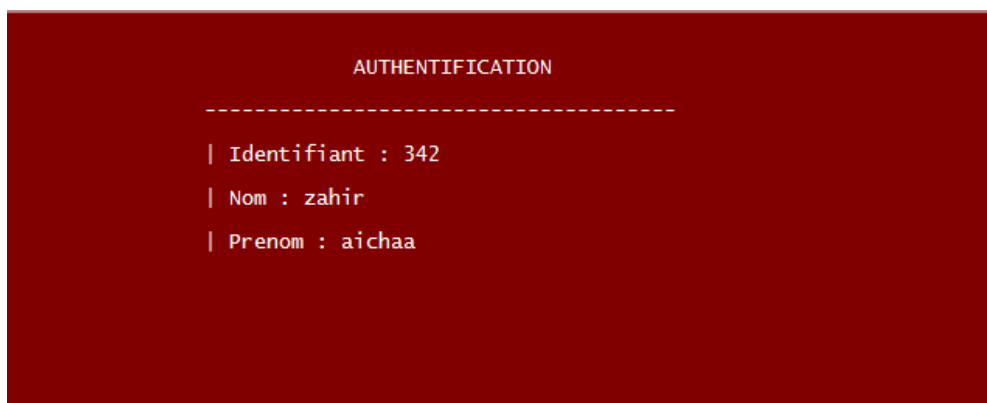 AUTHENTIFICATION
--------------------------------------
| Identifiant : 342
| Nom : zahir
| Prenom : aichaa